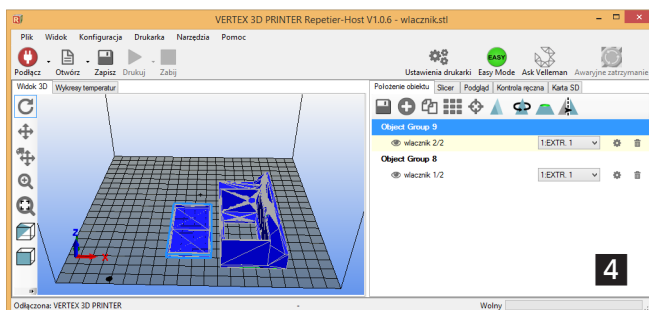 VERTEX 3D PRINTER Repetier-Host V1.0.6 - wlacznik.stl
Plik Widok Konfiguracja Drukarka Narzędzia Pomoc
Podłącz Otwórz Zapisz Drukuj Zabij
EASY
Ustawienia drukarki Easy Mode Ask Velleman Awaryjne zatrzymanie
Widok 3D Wykresy temperatur
Położenie obiektu Slicer Podgląd Kontrola ręczna Karta SD
Object Group 9
wlacznik 2/2 1:EXTR. 1
Object Group 8
wlacznik 1/2 1:EXTR. 1
Z
X
4
Odłączona: VERTEX 3D PRINTER - Wolny